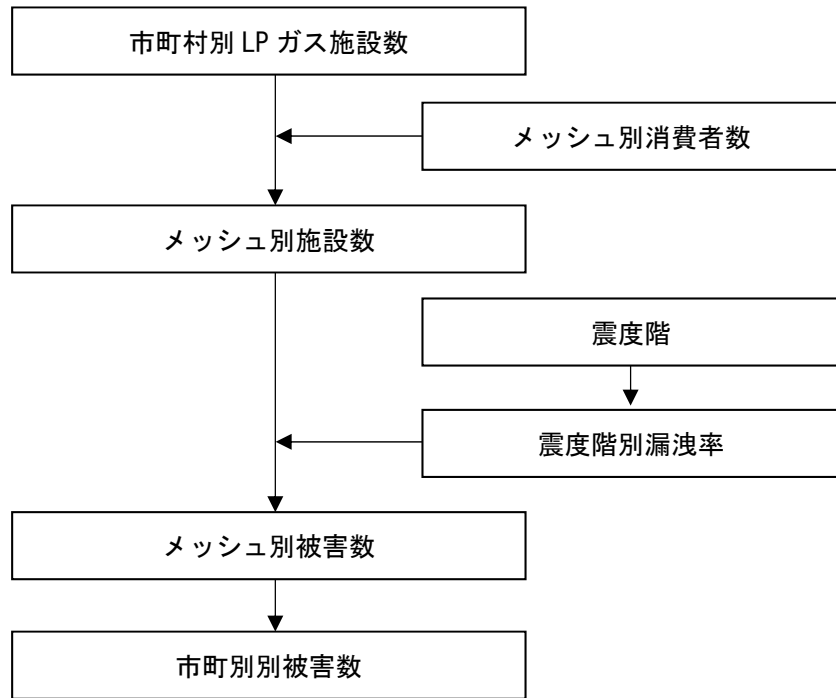 市町村別 LP ガス施設数
メッシュ別消費者数
メッシュ別施設数
震度階
震度階別漏洩率
メッシュ別被害数
市町別別被害数